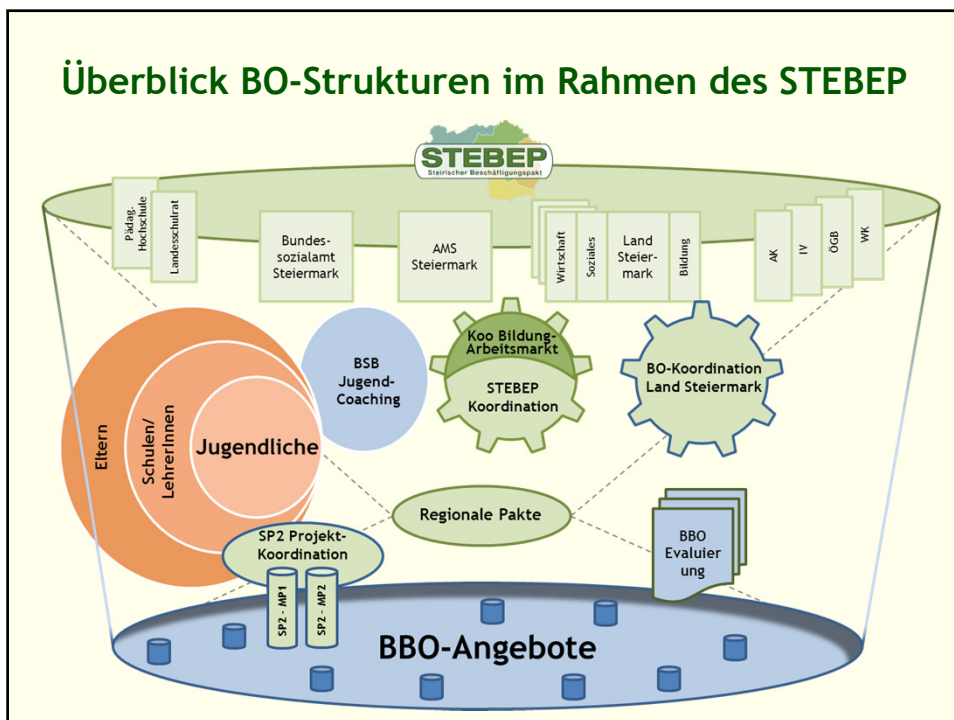 Überblick BO-Strukturen im Rahmen des STEBEP
STEBEP
Steirischer Beschäftigungspakt
Pädag.
Hochschule
Landesschulrat
Bundes-
sozialamt
Steiermark
AMS
Steiermark
Wirtschaft
Soziales
Land
Steier-
mark
Bildung
AK
IV
ÖGB
WK
Eltern
Schulen/
LehrerInnen
Jugendliche
BSB
Jugend-
Coaching
Koo Bildung-
Arbeitsmarkt
STEBEP
Koordination
BO-Koordination
Land Steiermark
Regionale Pakte
SP2 Projekt-
Koordination
SP2 - MP1
SP2 - MP2
BBO
Evaluier
ung
BBO-Angebote